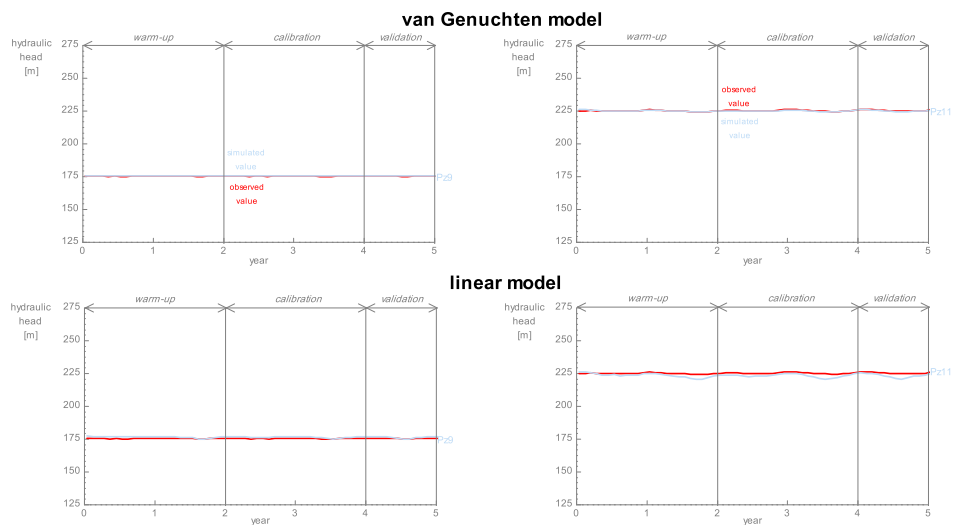 van Genuchten model
hydraulic
head
[m]
warm-up
calibration
validation
275
250
225
200
175
150
125
simulated
value
observed
value
Pz9
0
1
2
3
4
5
year
hydraulic
head
[m]
warm-up
calibration
validation
275
250
225
200
175
150
125
observed
value
simulated
value
Pz11
0
1
2
3
4
5
year
linear model
hydraulic
head
[m]
warm-up
calibration
validation
275
250
225
200
175
150
125
Pz9
0
1
2
3
4
5
year
hydraulic
head
[m]
warm-up
calibration
validation
275
250
225
200
175
150
125
Pz11
0
1
2
3
4
5
year